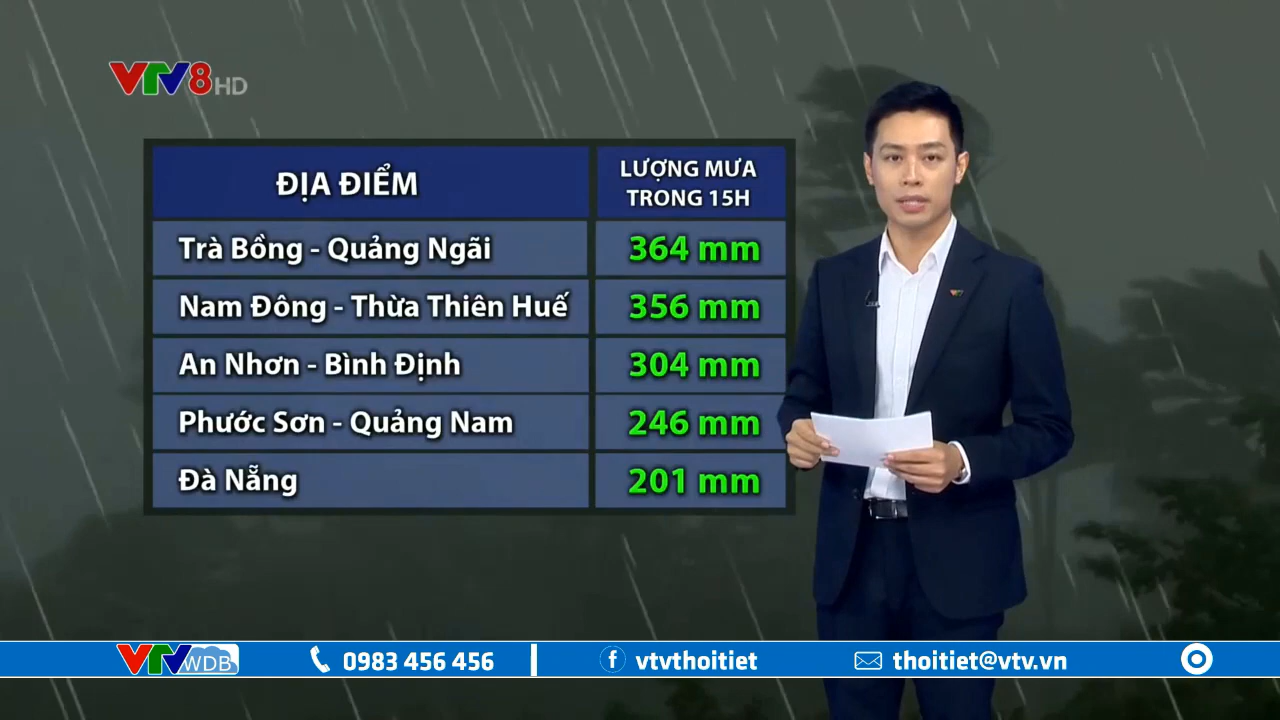 VTV8 HD
ĐỊA ĐIỂM
LƯỢNG MƯA
TRONG 15H
Trà Bồng - Quảng Ngãi
364 mm
Nam Đông - Thừa Thiên Huế
356 mm
An Nhơn - Bình Định
304 mm
Phước Sơn - Quảng Nam
246 mm
Đà Nẵng
201 mm
VTV WDB
0983 456 456
vtvthoitiet
thoitiet@vtv.vn